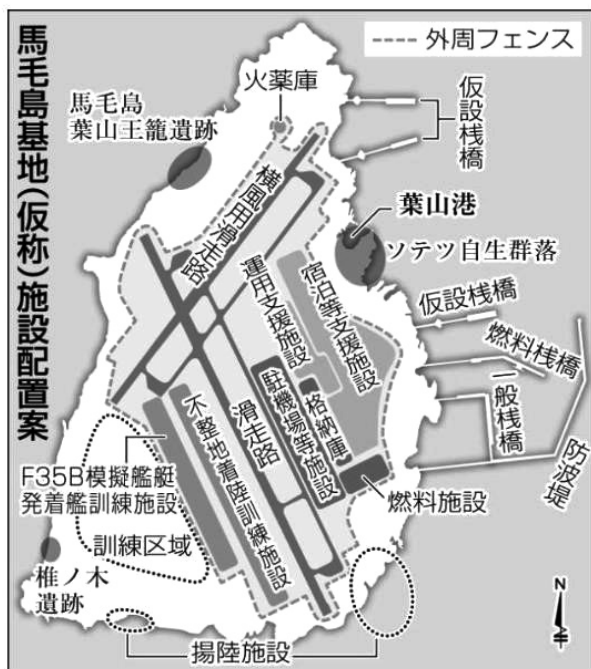 馬毛島基地(仮称)施設配置案
外周フェンス
火薬庫
馬毛島
葉山王籠遺跡
仮設桟橋
横風用滑走路
葉山港
ソテツ自生群落
運用支援施設
宿泊等支援施設
仮設桟橋
燃料桟橋
一般桟橋
防波堤
滑走路
駐機場等施設
格納庫
不整地着陸訓練施設
F35B模擬艦艇
発着艦訓練施設
燃料施設
訓練区域
椎ノ木
遺跡
揚陸施設
N